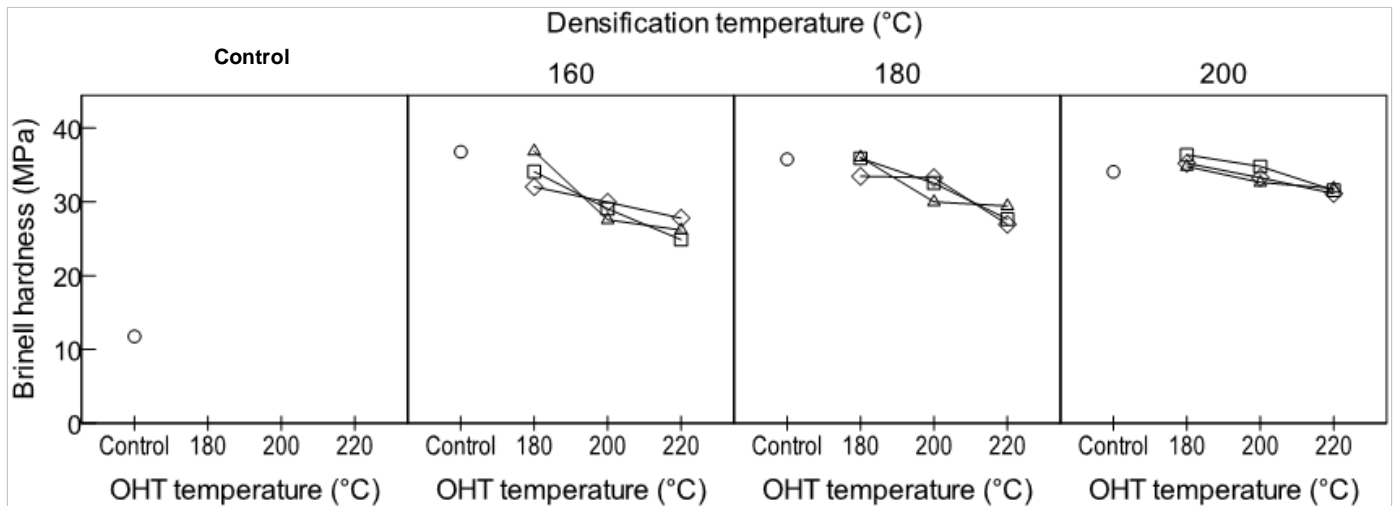 Densification temperature (°C)
Control 160 180 200
Brinell hardness (MPa)
40
30
20
10
0
Control 180 200 220 Control 180 200 220 Control 180 200 220 Control 180 200 220
OHT temperature (°C) OHT temperature (°C) OHT temperature (°C) OHT temperature (°C)